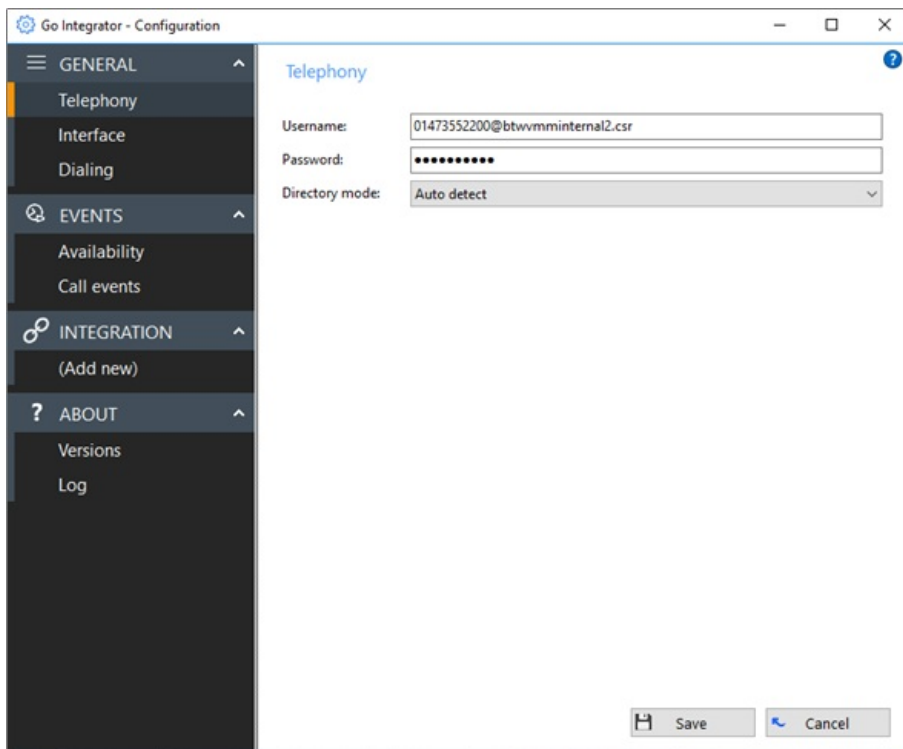 Go Integrator - Configuration
GENERAL
Telephony
Interface
Dialing
EVENTS
Availability
Call events
INTEGRATION
(Add new)
? ABOUT
Versions
Log
?
Telephony
Username: 01473552200@btwvmminternal2.csr
Password: ●●●●●●●●●●
Directory mode: Auto detect
Save Cancel